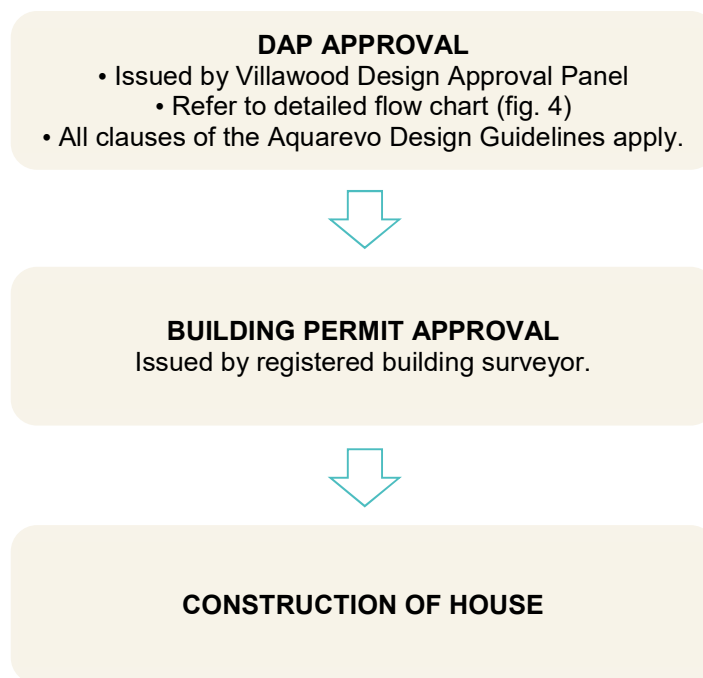 DAP APPROVAL
• Issued by Villawood Design Approval Panel
• Refer to detailed flow chart (fig. 4)
• All clauses of the Aquarevo Design Guidelines apply.
BUILDING PERMIT APPROVAL
Issued by registered building surveyor.
CONSTRUCTION OF HOUSE